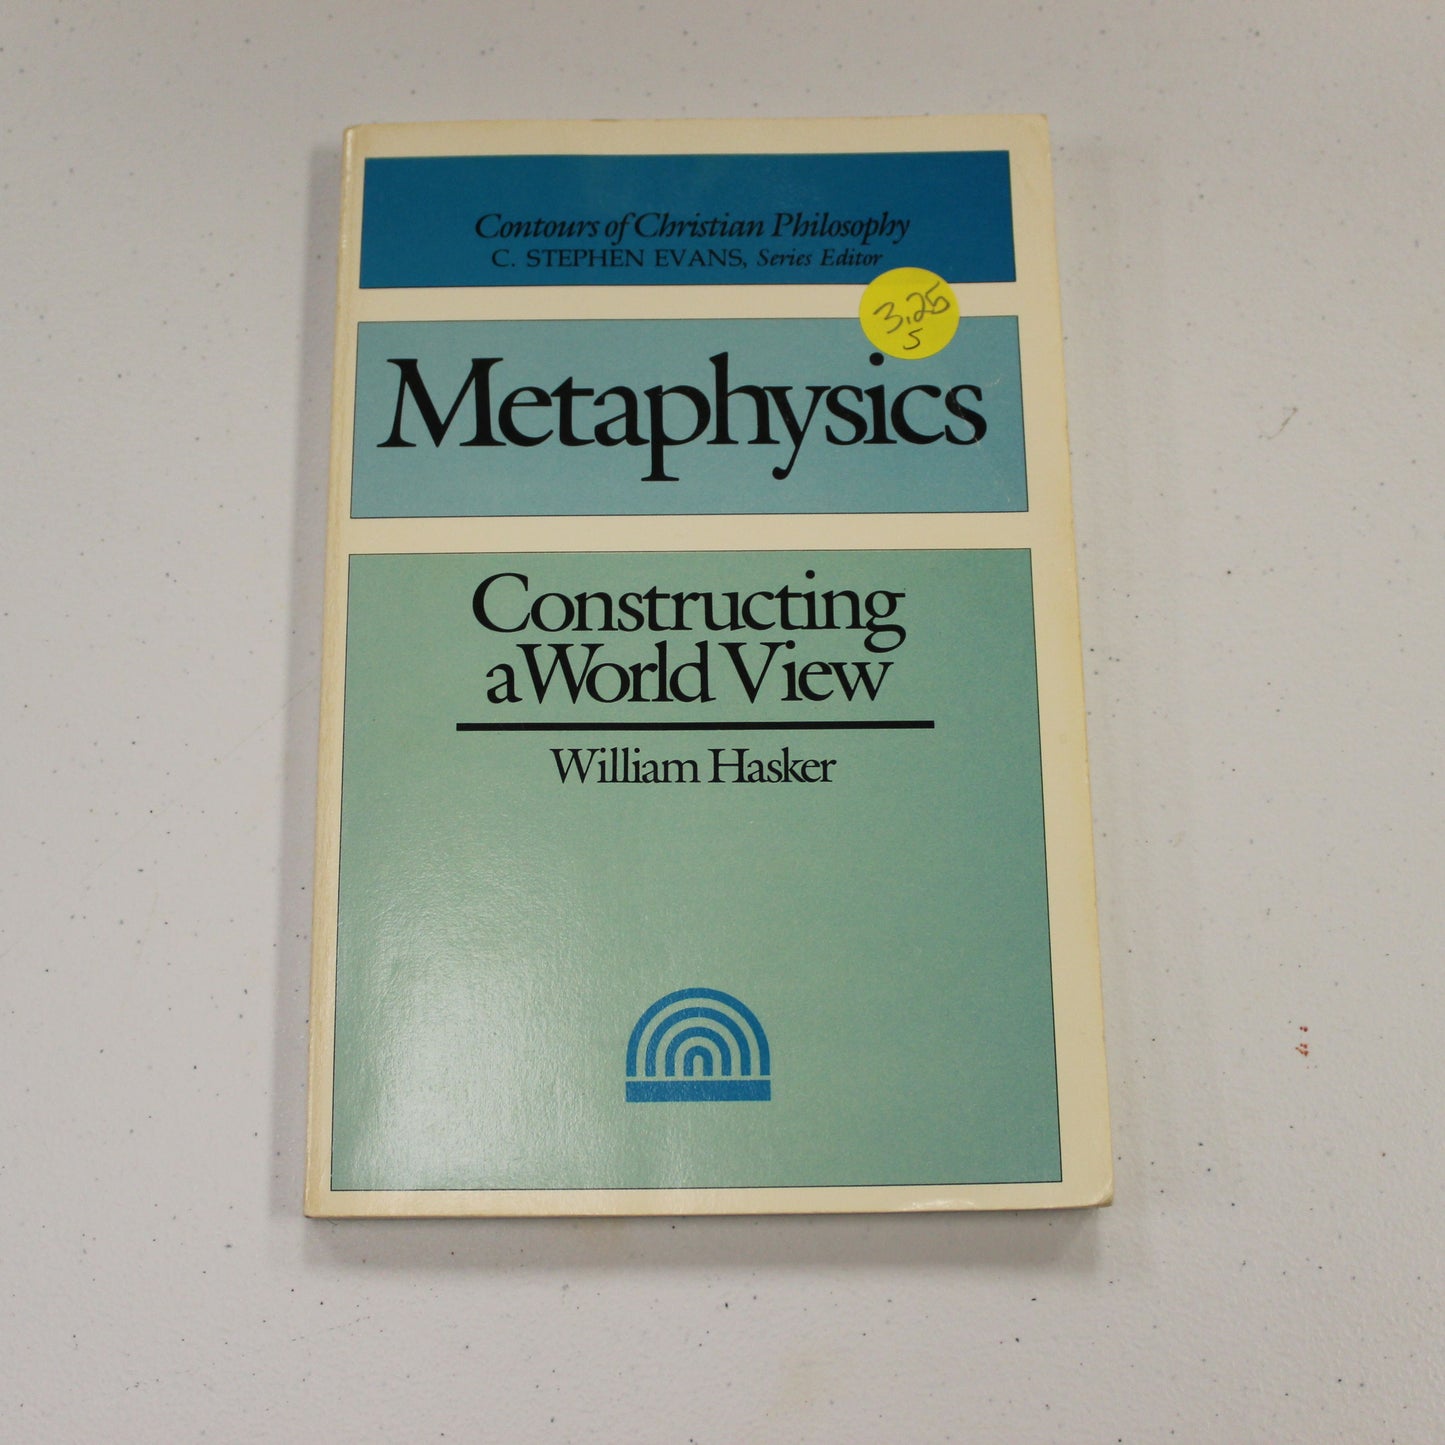 Contours of Christian Philosophy
C. STEPHEN EVANS, Series Editor
3.25
5
Metaphysics
Constructing
a World View
William Hasker